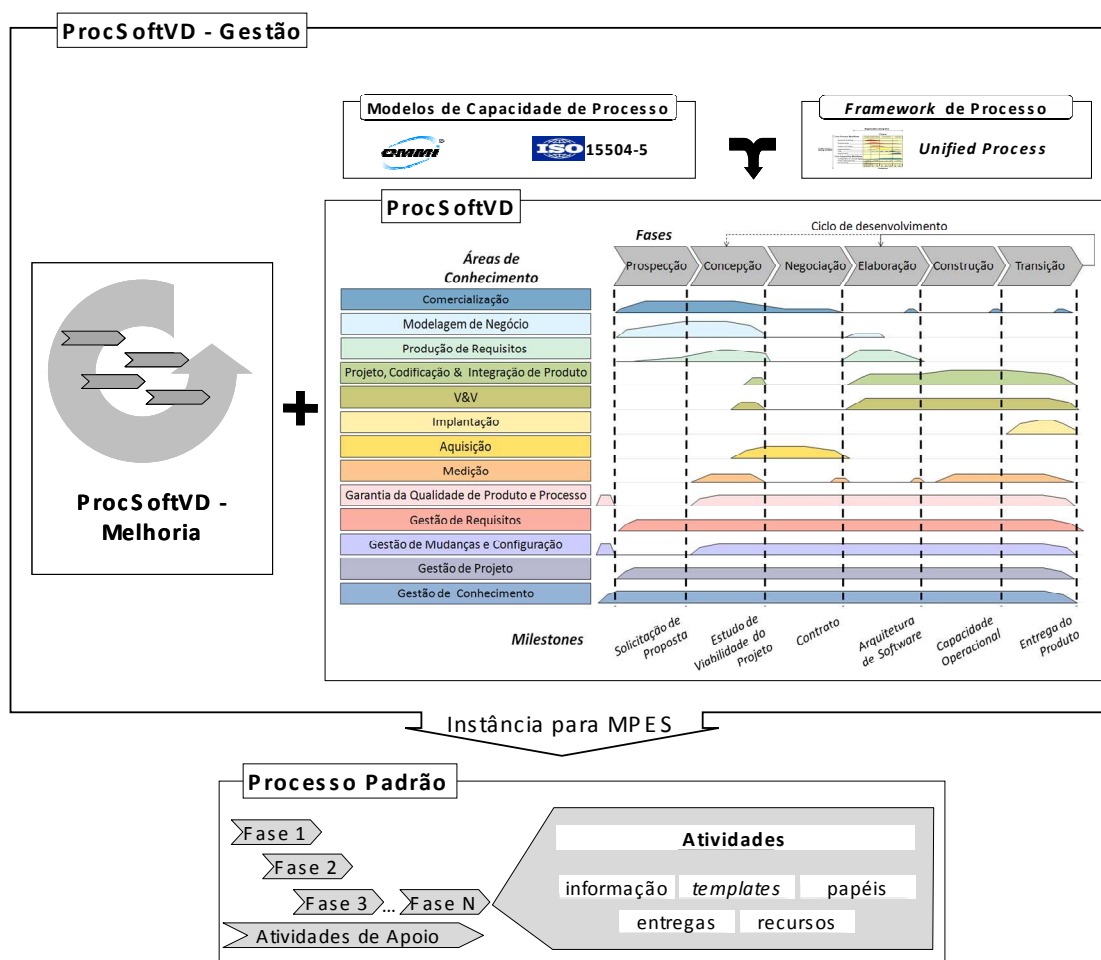 ProcSoftVD - Gestão
Modelos de Capacidade de Processo
CMMI ®
ISO 15504-5
Framework de Processo
Unified Process
ProcSoftVD
Ciclo de desenvolvimento
Fases
Áreas de
Conhecimento
Prospecção
Concepção
Negociação
Elaboração
Construção
Transição
Comercialização
Modelagem de Negócio
Produção de Requisitos
Projeto, Codificação & Integração de Produto
V&V
Implantação
Aquisição
Medição
Garantia da Qualidade de Produto e Processo
Gestão de Requisitos
Gestão de Mudanças e Configuração
Gestão de Projeto
Gestão de Conhecimento
Milestones
Solicitação de
Proposta
Estudo de
Viabilidade do
Projeto
Contrato
Arquitetura
de Software
Capacidade
Operacional
Entrega do
Produto
ProcSoftVD -
Melhoria
Instância para MPES
Processo Padrão
Fase 1
Fase 2
Fase 3
...
Fase N
Atividades de Apoio
Atividades
informação
templates
papéis
entregas
recursos